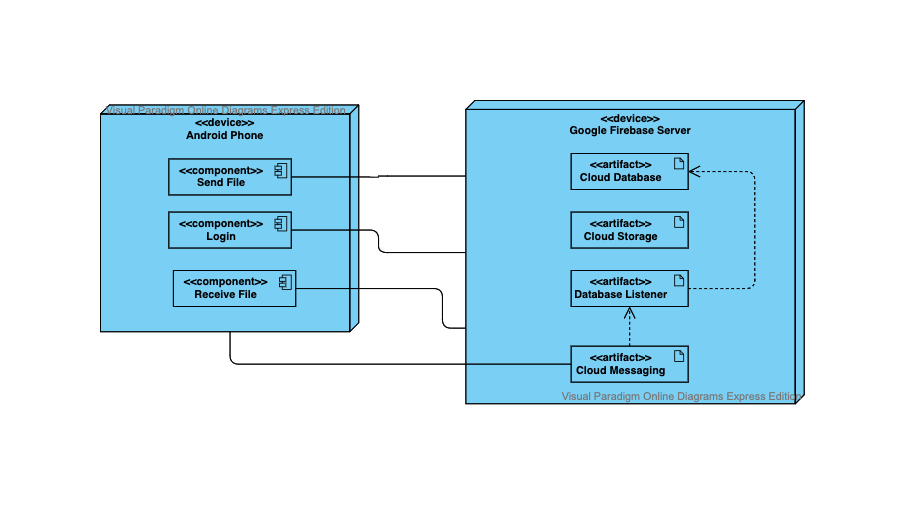 Visual Paradigm Online Diagrams Express Edition
<<device>>
Android Phone
<<component>>
Send File
<<component>>
Login
<<component>>
Receive File
<<device>>
Google Firebase Server
<<artifact>>
Cloud Database
<<artifact>>
Cloud Storage
<<artifact>>
Database Listener
<<artifact>>
Cloud Messaging
Visual Paradigm Online Diagrams Express Edition